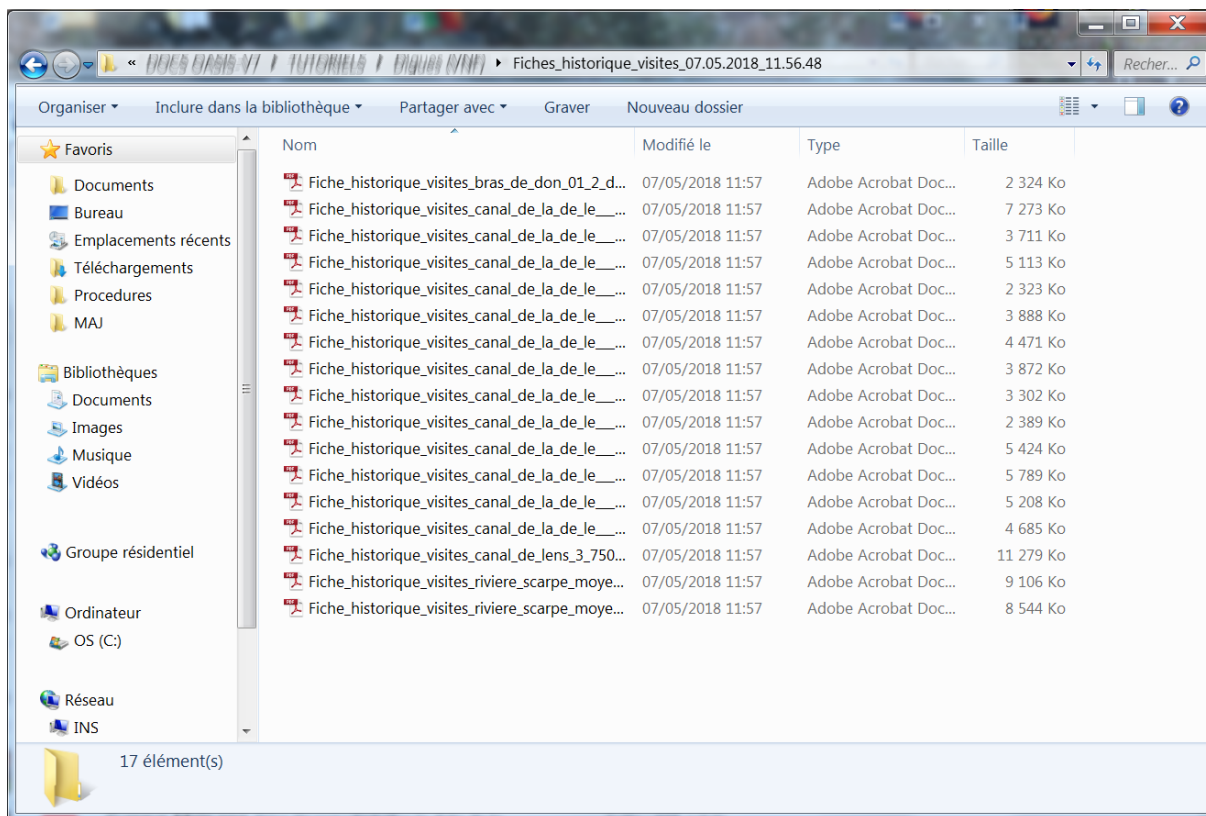 « Fiches_historique_visites_07.05.2018_11.56.48 Recher...
Organiser Inclure dans la bibliothèque Partager avec Graver Nouveau dossier
Favoris
Documents
Bureau
Emplacements récents
Téléchargements
Procedures
MAJ
Bibliothèques
Documents
Images
Musique
Vidéos
Groupe résidentiel
Ordinateur
OS (C:)
Réseau
INS
Nom Modifié le Type Taille
Fiche_historique_visites_bras_de_don_01_2_d... 07/05/2018 11:57 Adobe Acrobat Doc... 2 324 Ko
Fiche_historique_visites_canal_de_la_de_le___... 07/05/2018 11:57 Adobe Acrobat Doc... 7 273 Ko
Fiche_historique_visites_canal_de_la_de_le___... 07/05/2018 11:57 Adobe Acrobat Doc... 3 711 Ko
Fiche_historique_visites_canal_de_la_de_le___... 07/05/2018 11:57 Adobe Acrobat Doc... 5 113 Ko
Fiche_historique_visites_canal_de_la_de_le___... 07/05/2018 11:57 Adobe Acrobat Doc... 2 323 Ko
Fiche_historique_visites_canal_de_la_de_le___... 07/05/2018 11:57 Adobe Acrobat Doc... 3 888 Ko
Fiche_historique_visites_canal_de_la_de_le___... 07/05/2018 11:57 Adobe Acrobat Doc... 4 471 Ko
Fiche_historique_visites_canal_de_la_de_le___... 07/05/2018 11:57 Adobe Acrobat Doc... 3 872 Ko
Fiche_historique_visites_canal_de_la_de_le___... 07/05/2018 11:57 Adobe Acrobat Doc... 3 302 Ko
Fiche_historique_visites_canal_de_la_de_le___... 07/05/2018 11:57 Adobe Acrobat Doc... 2 389 Ko
Fiche_historique_visites_canal_de_la_de_le___... 07/05/2018 11:57 Adobe Acrobat Doc... 5 424 Ko
Fiche_historique_visites_canal_de_la_de_le___... 07/05/2018 11:57 Adobe Acrobat Doc... 5 789 Ko
Fiche_historique_visites_canal_de_la_de_le___... 07/05/2018 11:57 Adobe Acrobat Doc... 5 208 Ko
Fiche_historique_visites_canal_de_la_de_le___... 07/05/2018 11:57 Adobe Acrobat Doc... 4 685 Ko
Fiche_historique_visites_canal_de_lens_3_750... 07/05/2018 11:57 Adobe Acrobat Doc... 11 279 Ko
Fiche_historique_visites_riviere_scarpe_moye... 07/05/2018 11:57 Adobe Acrobat Doc... 9 106 Ko
Fiche_historique_visites_riviere_scarpe_moye... 07/05/2018 11:57 Adobe Acrobat Doc... 8 544 Ko
17 élément(s)